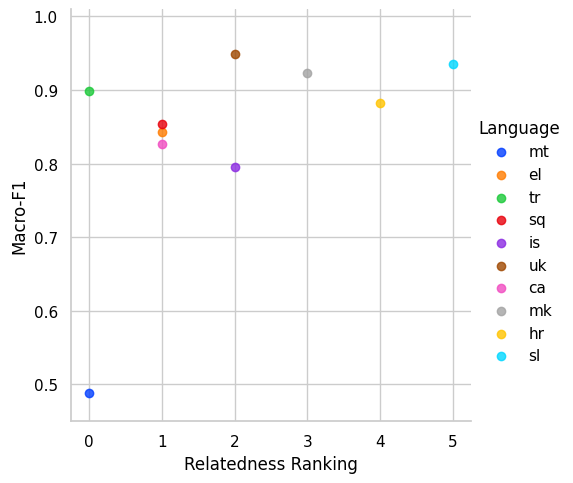 1.0
0.9
0.8
0.7
0.6
0.5
Macro-F1
0 1 2 3 4 5
Relatedness Ranking
Language
mt
el
tr
sq
is
uk
ca
mk
hr
sl